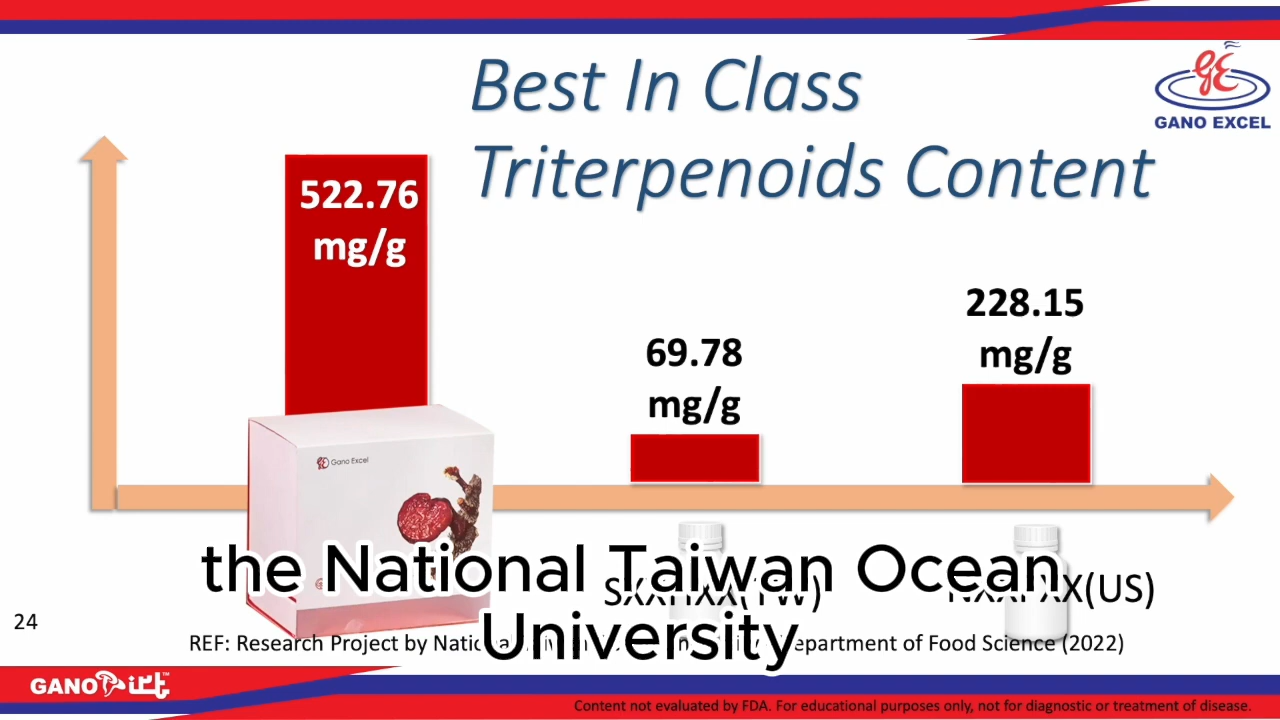 Best In Class
Triterpenoids Content
GANO EXCEL
522.76
mg/g
69.78
mg/g
228.15
mg/g
Gano Excel
the National Taiwan Ocean
University
(US)
24
REF: Research Project by Department of Food Science (2022)
GANO
Content not evaluated by FDA. For educational purposes only, not for diagnostic or treatment of disease.